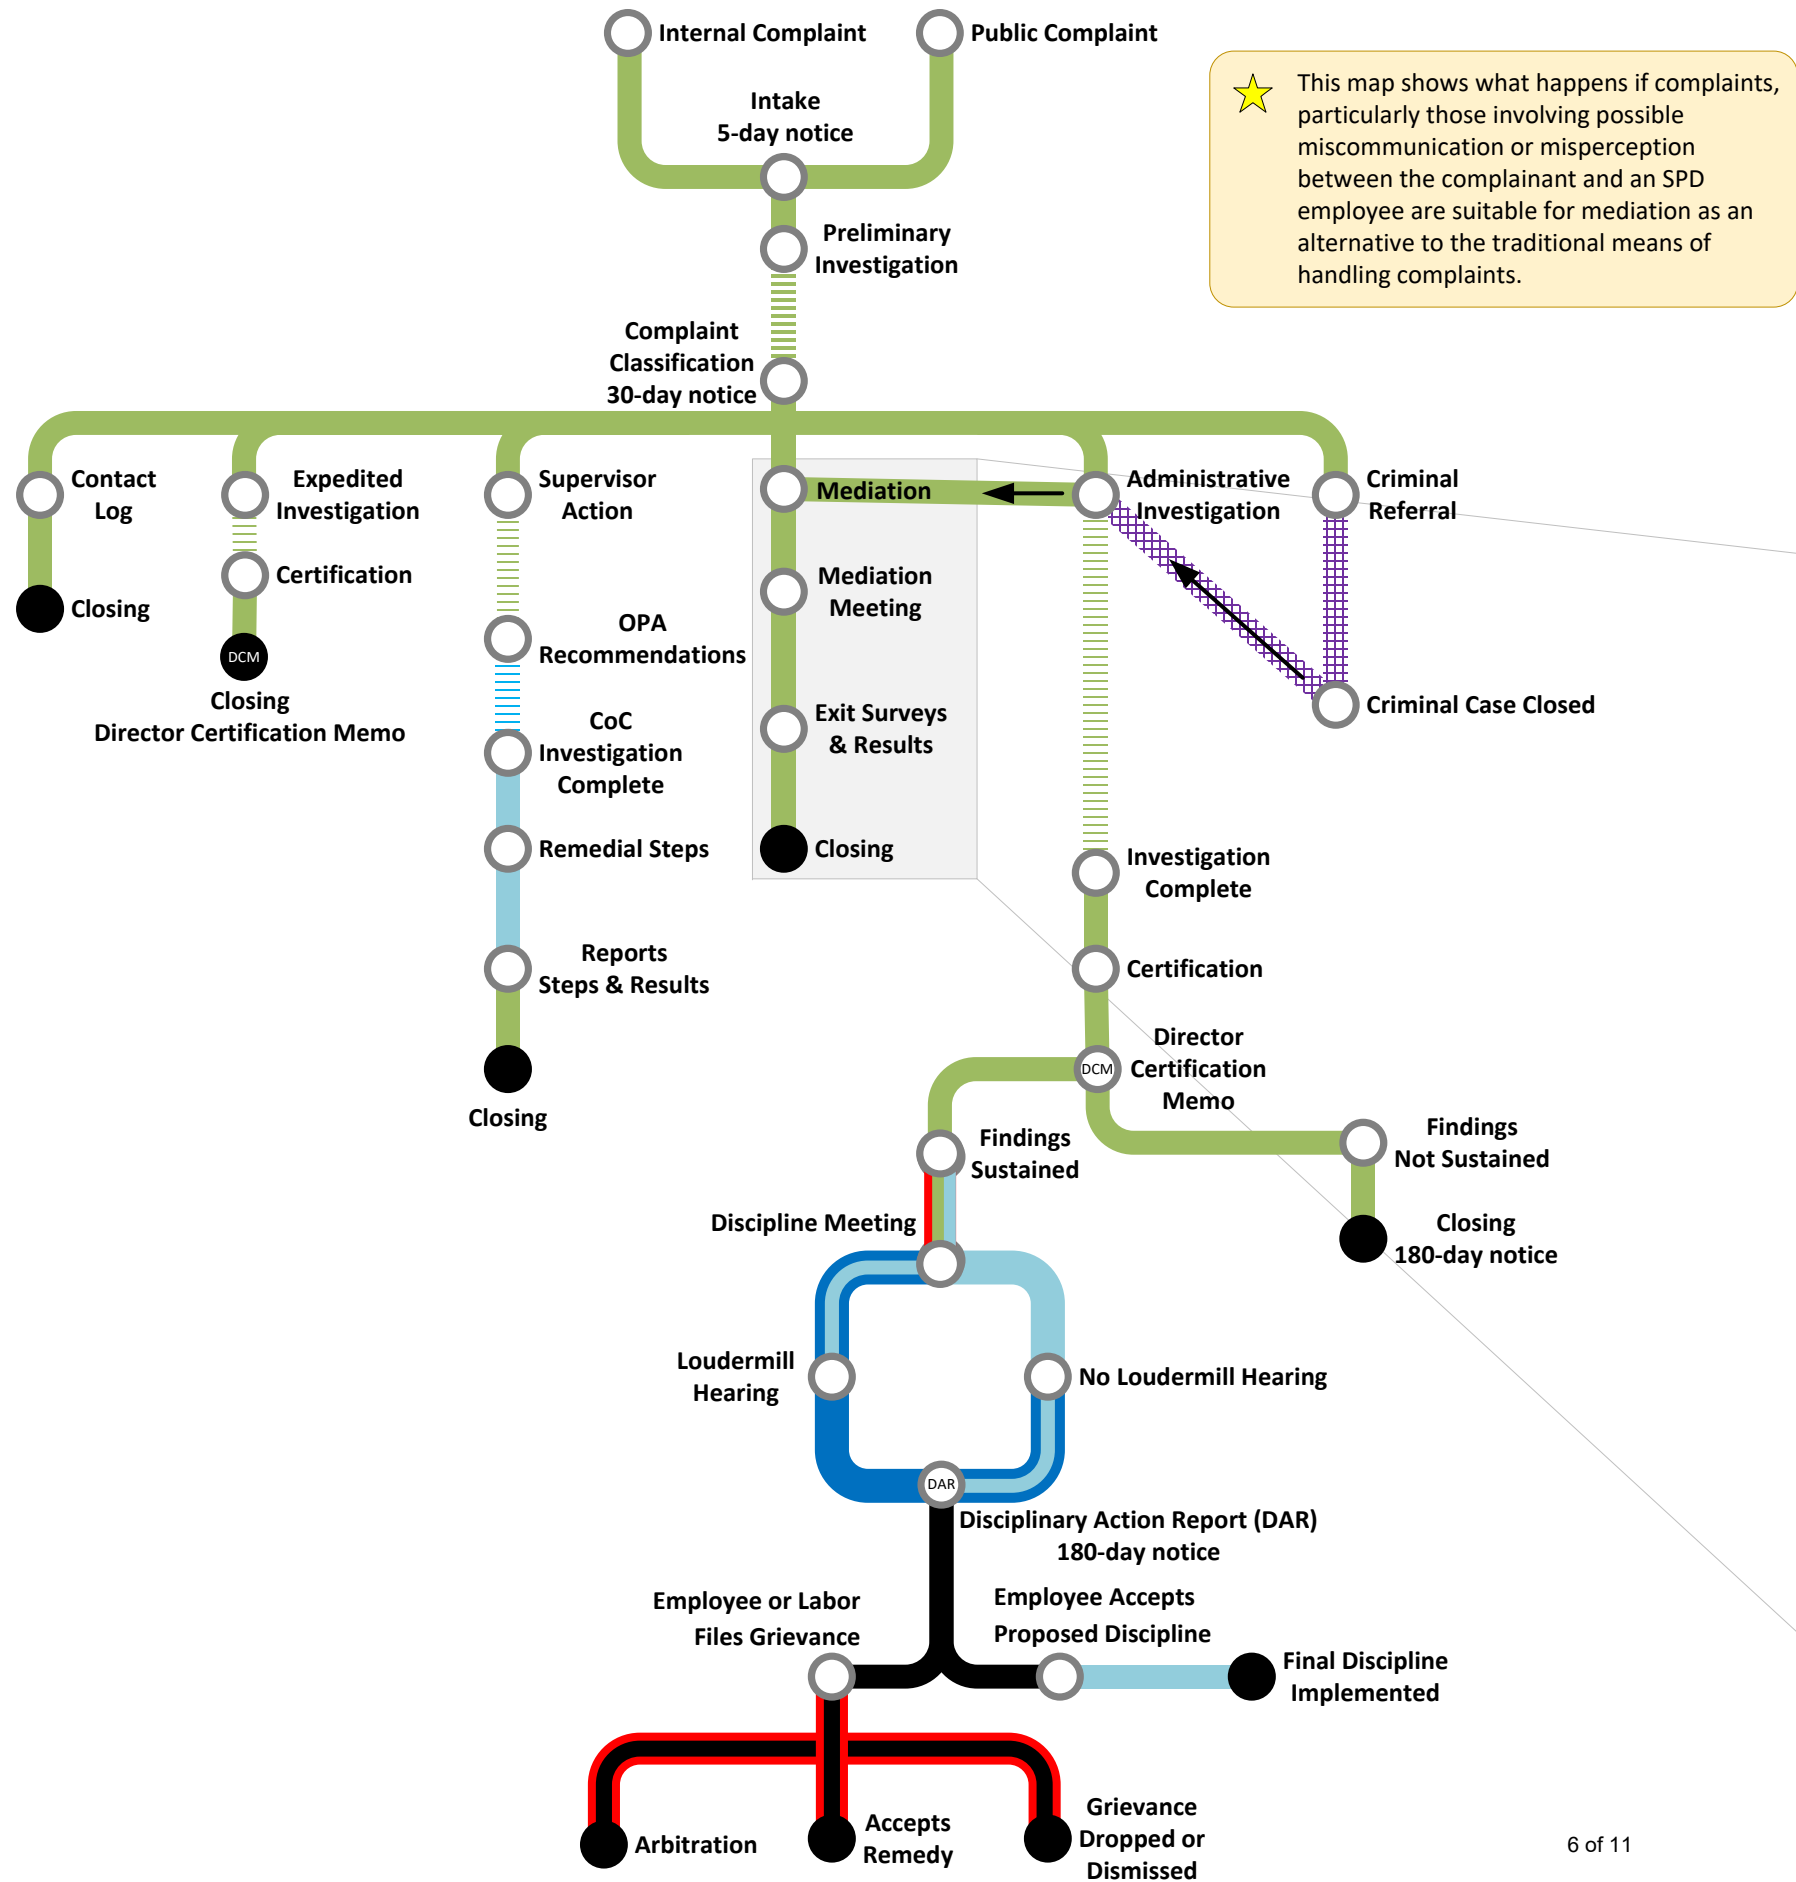 Internal Complaint
Public Complaint
This map shows what happens if complaints,
particularly those involving possible
miscommunication or misperception
between the complainant and an SPD
employee are suitable for mediation as an
alternative to the traditional means of
handling complaints.
Intake
5-day notice
Preliminary
Investigation
Complaint
Classification
30-day notice
Contact
Log
Closing
Expedited
Investigation
Certification
DCM
Closing
Director Certification Memo
Supervisor
Action
OPA
Recommendations
CoC
Investigation
Complete
Remedial Steps
Reports
Steps & Results
Closing
Mediation
Mediation
Meeting
Exit Surveys
& Results
Closing
Administrative
Investigation
Criminal
Referral
Criminal Case Closed
Investigation
Complete
Certification
DCM
Director
Certification
Memo
Findings
Sustained
Findings
Not Sustained
Closing
180-day notice
Discipline Meeting
Loudermill
Hearing
No Loudermill Hearing
DAR
Disciplinary Action Report (DAR)
180-day notice
Employee or Labor
Files Grievance
Employee Accepts
Proposed Discipline
Final Discipline
Implemented
Arbitration
Accepts
Remedy
Grievance
Dropped or
Dismissed
6 of 11